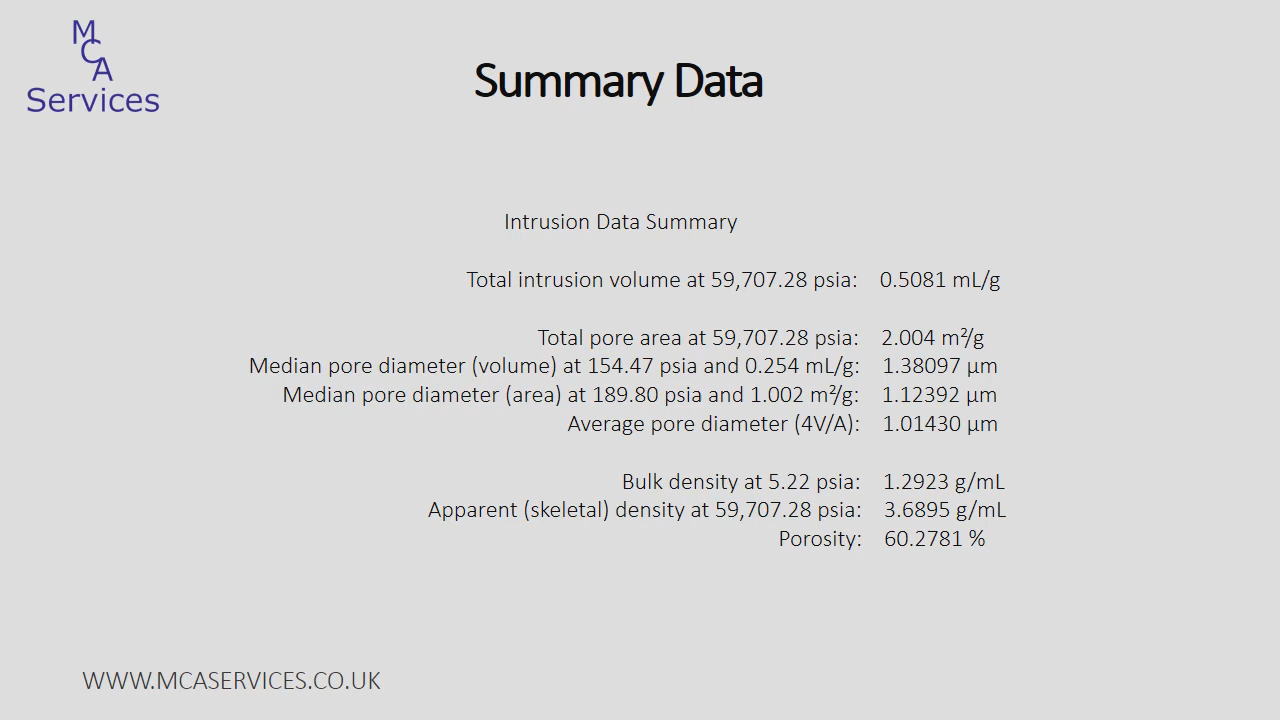 M
C
A
Services
Summary Data
Intrusion Data Summary
Total intrusion volume at 59,707.28 psia: 0.5081 mL/g
Total pore area at 59,707.28 psia: 2.004 m²/g
Median pore diameter (volume) at 154.47 psia and 0.254 mL/g: 1.38097 µm
Median pore diameter (area) at 189.80 psia and 1.002 m²/g: 1.12392 µm
Average pore diameter (4V/A): 1.01430 µm
Bulk density at 5.22 psia: 1.2923 g/mL
Apparent (skeletal) density at 59,707.28 psia: 3.6895 g/mL
Porosity: 60.2781 %
WWW.MCASERVICES.CO.UK